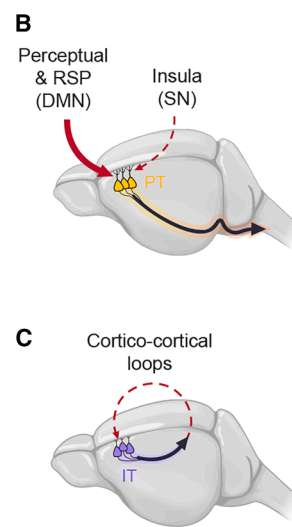 B
Perceptual
& RSP
(DMN)
Insula
(SN)
PT
C
Cortico-cortical
loops
IT